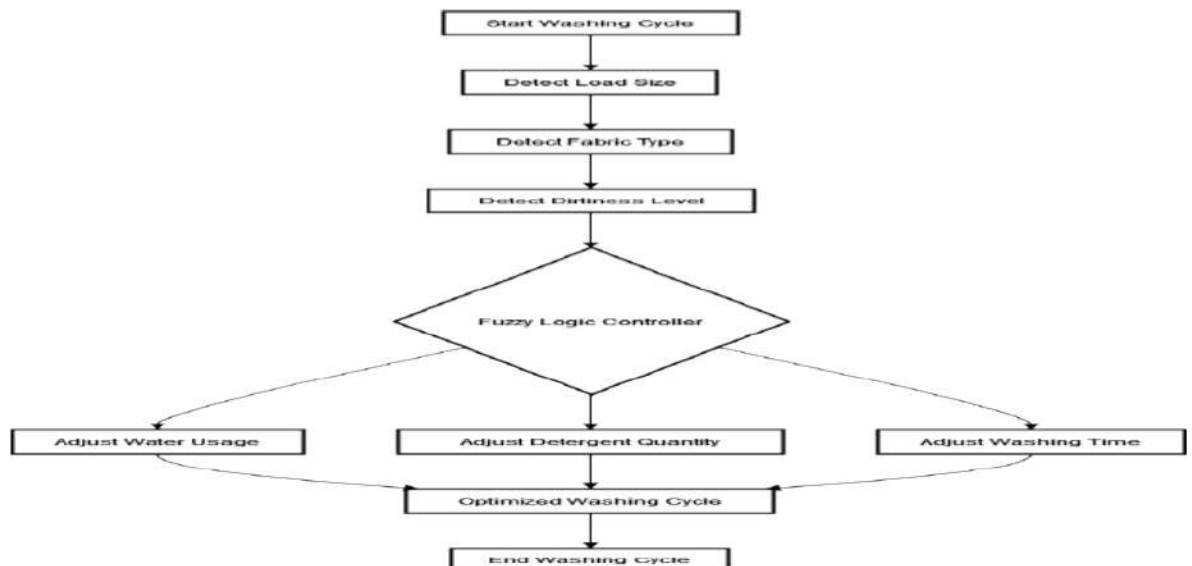 Start Washing Cycle
Detect Load Size
Detect Fabric Type
Detect Dirtiness Level
Fuzzy Logic Controller
Adjust Water Usage
Adjust Detergent Quantity
Adjust Washing Time
Optimized Washing Cycle
End Washing Cycle